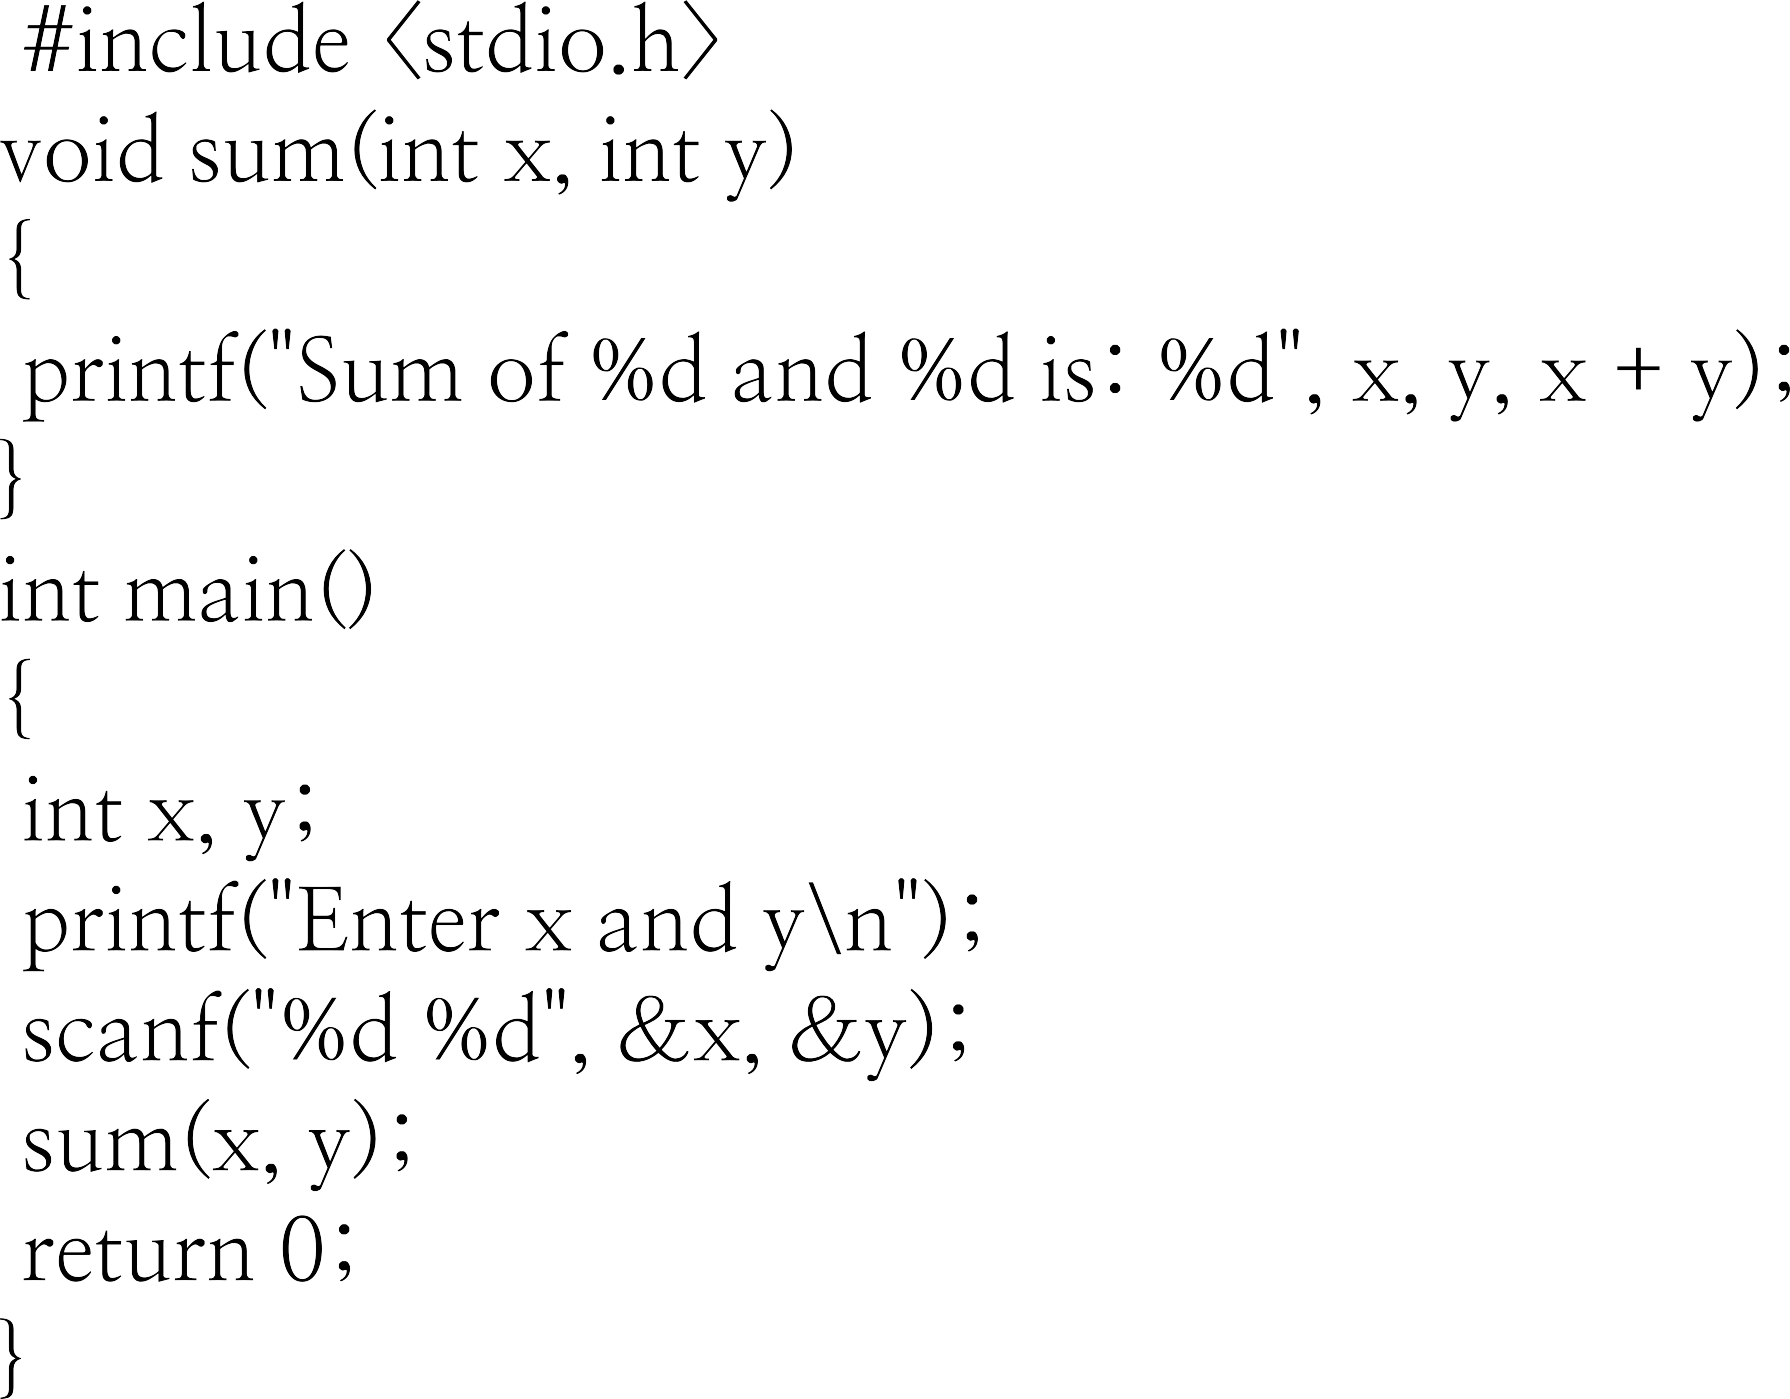 #include <stdio.h>
void sum(int x, int y)
{
printf("Sum of %d and %d is: %d", x, y, x + y);
}
int main()
{
int x, y;
printf("Enter x and y\n");
scanf("%d %d", &x, &y);
sum(x, y);
return 0;
}